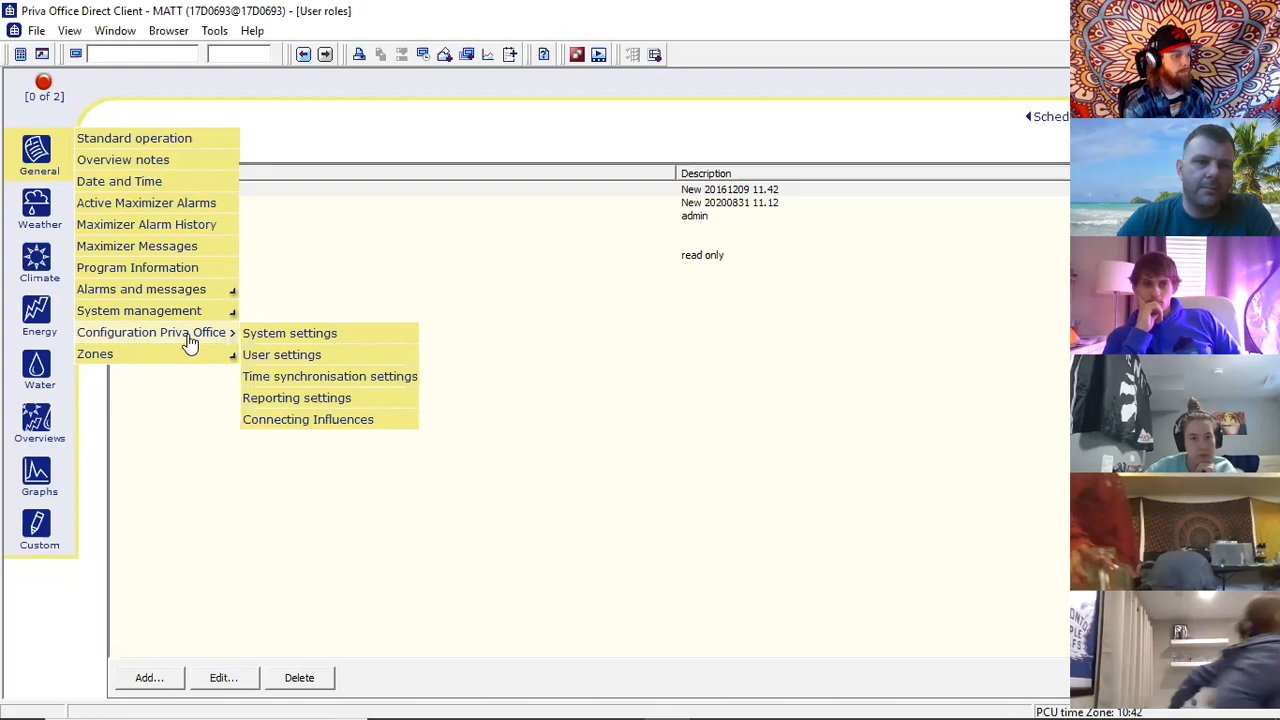 Priva Office Direct Client - MATT (17D0693@17D0693) - [User roles]
File View Window Browser Tools Help
[0 of 2]
Sched
General
Weather
Climate
Energy
Water
Overviews
Graphs
Custom
Standard operation
Overview notes
Date and Time
Active Maximizer Alarms
Maximizer Alarm History
Maximizer Messages
Program Information
Alarms and messages
System management
Configuration Priva Office >
Zones
System settings
User settings
Time synchronisation settings
Reporting settings
Connecting Influences
Description
New 20161209 11.42
New 20200831 11.12
admin
read only
Add... Edit... Delete
PCU time Zone: 10:42